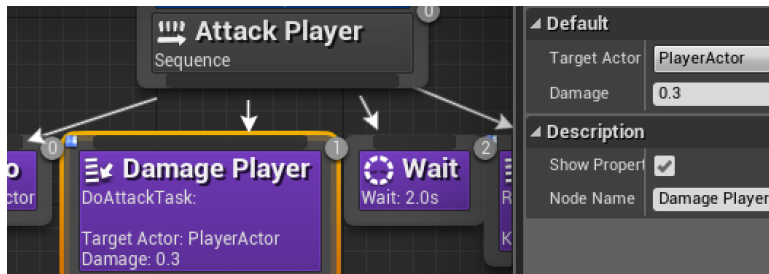 0
Attack Player
Sequence
0
o
ctor
1
Damage Player
DoAttackTask:
Target Actor: PlayerActor
Damage: 0.3
2
Wait
Wait: 2.0s
R
K
Default
Target Actor PlayerActor
Damage 0.3
Description
Show Propert
Node Name Damage Player